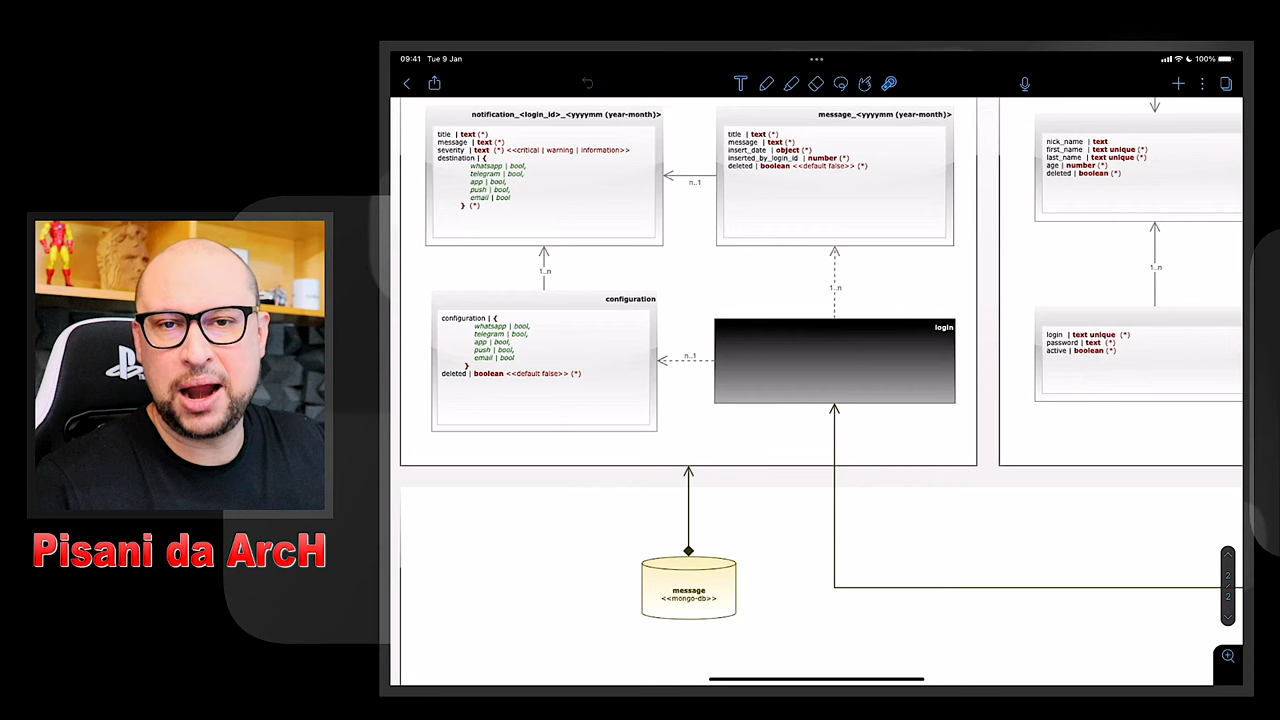 09:41 Tue 9 Jan
100%
notification_<login_id>_<yyyymm (year-month)>
title | text (*)
message | text (*)
severity | text (*) <<critical | warning | information>>
destination | {
whatsapp | bool,
telegram | bool,
app | bool,
push | bool,
email | bool
} (*)
message_<yyyymm (year-month)>
title | text (*)
message | text (*)
insert_date | object (*)
inserted_by_login_id | number (*)
deleted | boolean <<default false>> (*)
n..1
1..n
1..n
configuration
configuration | {
whatsapp | bool,
telegram | bool,
app | bool,
push | bool,
email | bool
}
deleted | boolean <<default false>> (*)
n..1
login
nick_name | text
first_name | text unique (*)
last_name | text unique (*)
age | number (*)
deleted | boolean (*)
1..n
login | text unique (*)
password | text (*)
active | boolean (*)
message
<<mongo-db>>
2
/
2
Pisani da ArcH